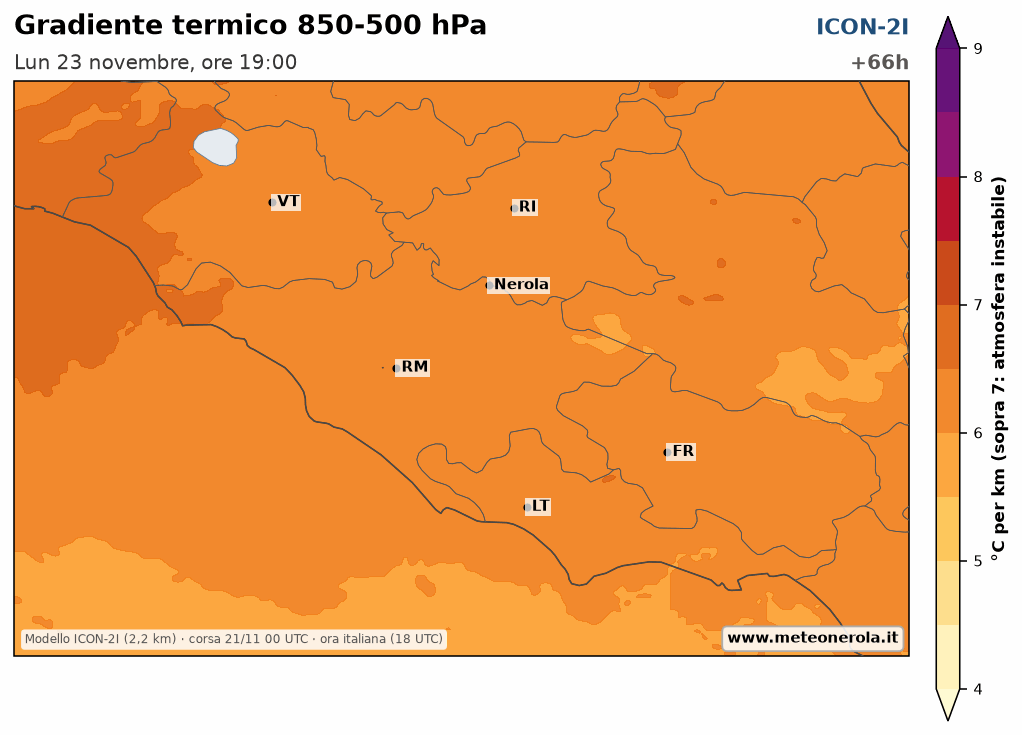 Gradiente termico 850-500 hPa
ICON-2I
Lun 23 novembre, ore 19:00
+66h
VT
RI
Nerola
RM
FR
LT
Modello ICON-2I (2,2 km) · corsa 21/11 00 UTC · ora italiana (18 UTC)
www.meteonerola.it
9
8
7
6
5
4
°C per km (sopra 7: atmosfera instabile)